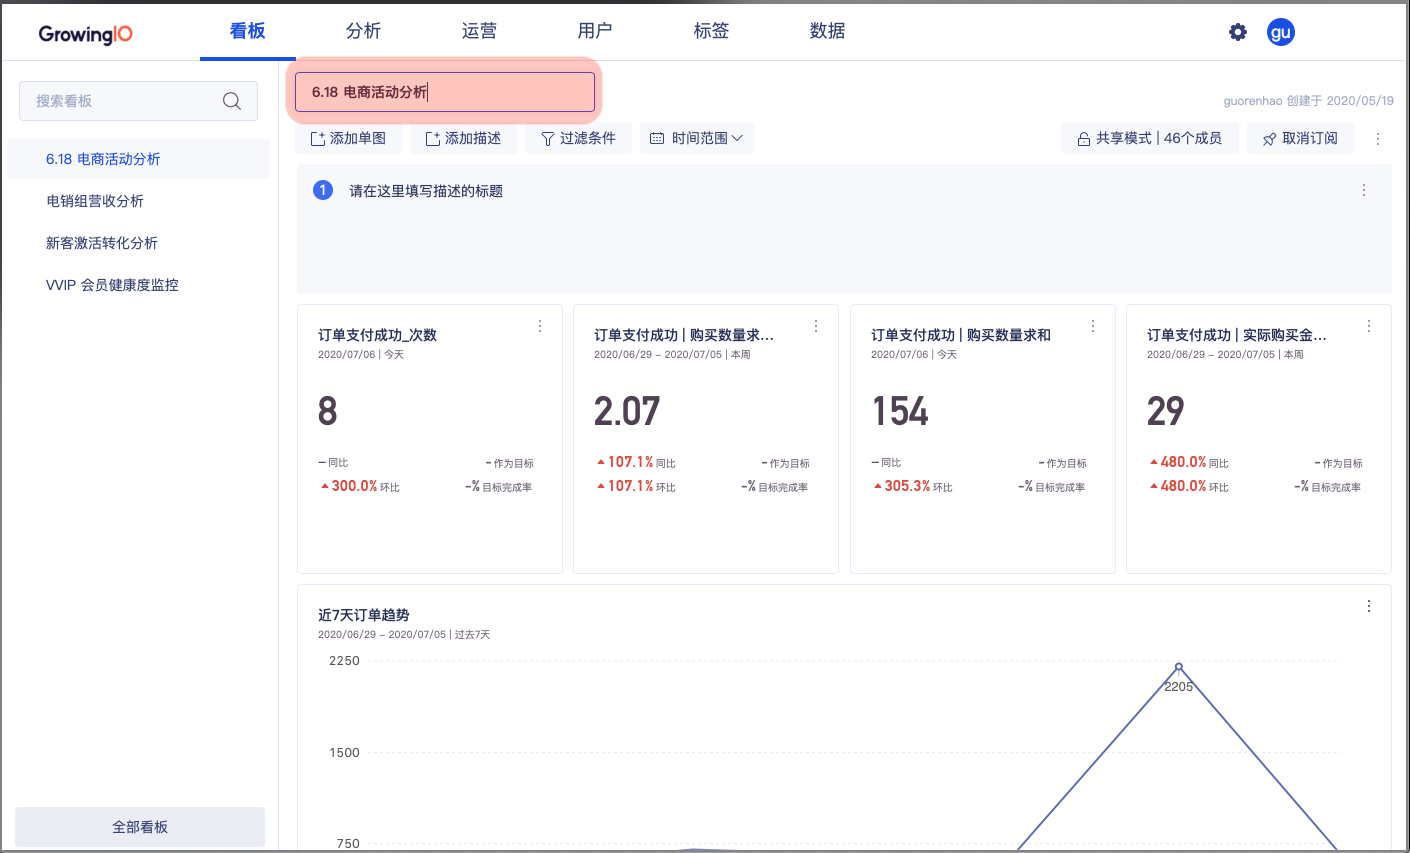 GrowingIO
看板
分析
运营
用户
标签
数据
gu
搜索看板
6.18 电商活动分析
电销组营收分析
新客激活转化分析
VVIP 会员健康度监控
全部看板
6.18 电商活动分析
guorenhao 创建于 2020/05/19
添加单图
添加描述
过滤条件
时间范围
共享模式 | 46个成员
取消订阅
1 请在这里填写描述的标题
订单支付成功_次数
2020/07/06 | 今天
8
– 同比
- 作为目标
300.0% 环比
-% 目标完成率
订单支付成功 | 购买数量求...
2020/06/29 – 2020/07/05 | 本周
2.07
107.1% 同比
- 作为目标
107.1% 环比
-% 目标完成率
订单支付成功 | 购买数量求和
2020/07/06 | 今天
154
– 同比
- 作为目标
305.3% 环比
-% 目标完成率
订单支付成功 | 实际购买金...
2020/06/29 – 2020/07/05 | 本周
29
480.0% 同比
- 作为目标
480.0% 环比
-% 目标完成率
近7天订单趋势
2020/06/29 – 2020/07/05 | 过去7天
2250
2205
1500
750